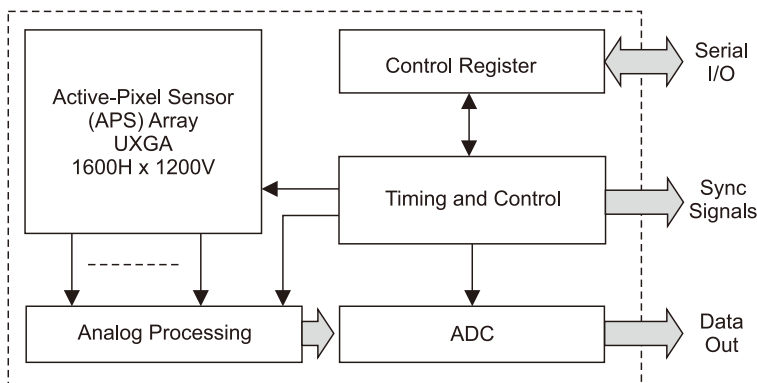 Active-Pixel Sensor
(APS) Array
UXGA
1600H x 1200V
Control Register
Serial
I/O
Timing and Control
Sync
Signals
Analog Processing
ADC
Data
Out